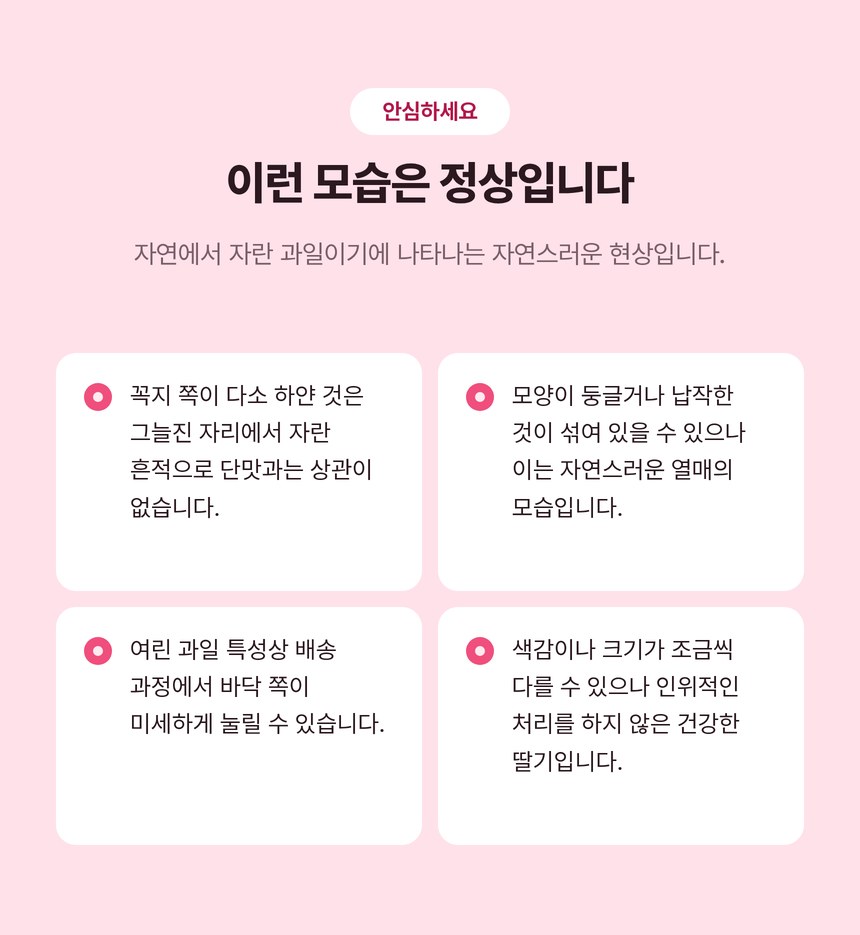 안심하세요
이런 모습은 정상입니다
자연에서 자란 과일이기에 나타나는 자연스러운 현상입니다.
꼭지 쪽이 다소 하얀 것은
그늘진 자리에서 자란
흔적으로 단맛과는 상관이
없습니다.
모양이 둥글거나 납작한
것이 섞여 있을 수 있으나
이는 자연스러운 열매의
모습입니다.
여린 과일 특성상 배송
과정에서 바닥 쪽이
미세하게 눌릴 수 있습니다.
색감이나 크기가 조금씩
다를 수 있으나 인위적인
처리를 하지 않은 건강한
딸기입니다.